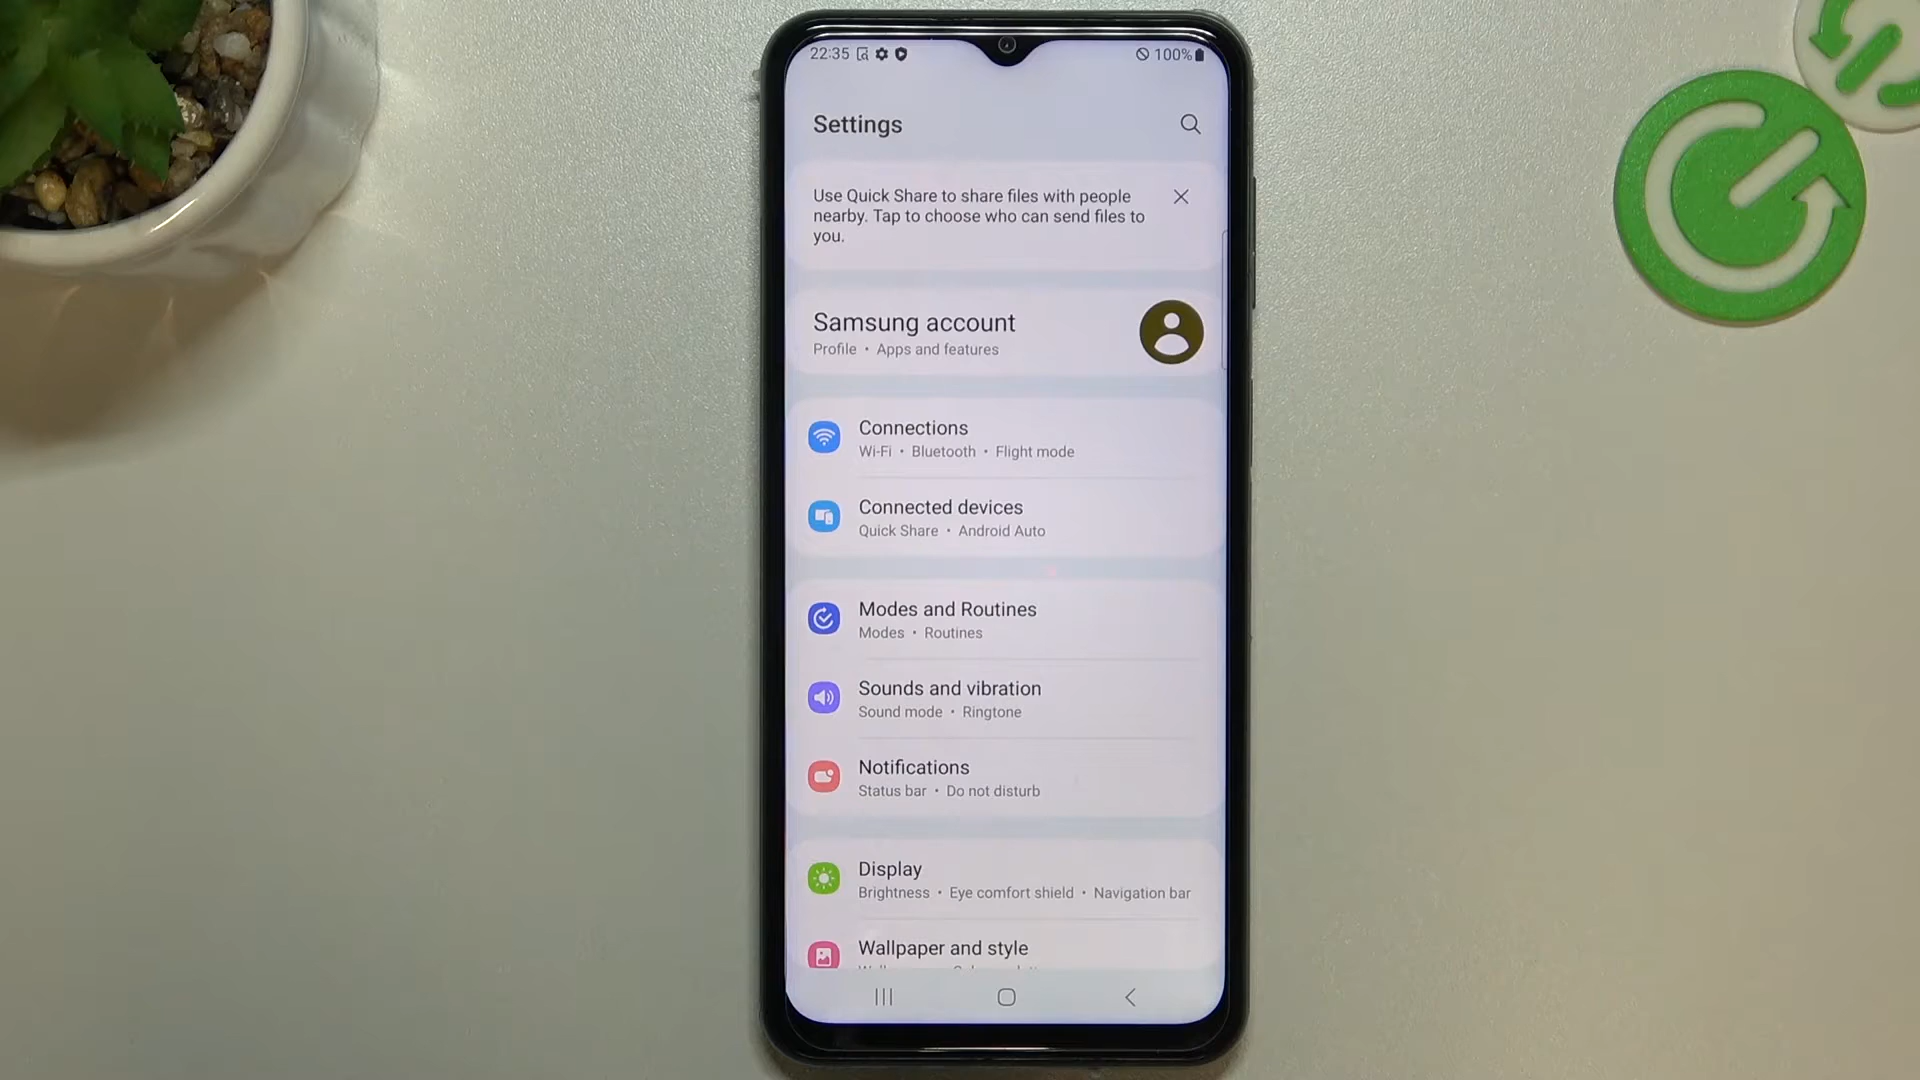 22:35 100%
Settings
Use Quick Share to share files with people
nearby. Tap to choose who can send files to
you.
Samsung account
Profile • Apps and features
Connections
Wi-Fi • Bluetooth • Flight mode
Connected devices
Quick Share • Android Auto
Modes and Routines
Modes • Routines
Sounds and vibration
Sound mode • Ringtone
Notifications
Status bar • Do not disturb
Display
Brightness • Eye comfort shield • Navigation bar
Wallpaper and style